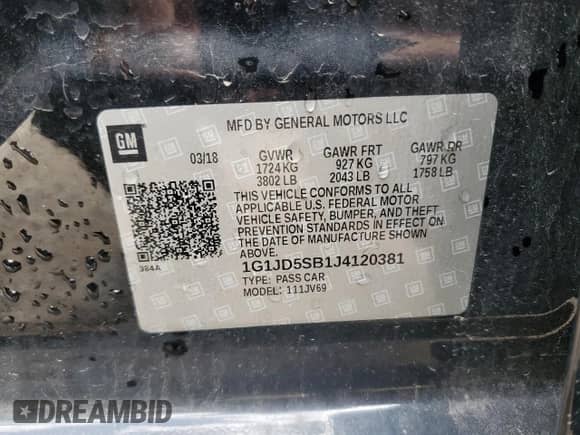 GM
MFD BY GENERAL MOTORS LLC
03/18 GVWR GAWR FRT GAWR RR
1724 KG 927 KG 797 KG
3802 LB 2043 LB 1758 LB
THIS VEHICLE CONFORMS TO ALL
APPLICABLE U.S. FEDERAL MOTOR
VEHICLE SAFETY, BUMPER, AND THEFT
PREVENTION STANDARDS IN EFFECT
ON THE DATE OF MANUFACTURE SHOWN
ABOVE.
384A
1G1JD5SB1J4120381
TYPE: PASS CAR
MODEL: 111JV69
DREAMBID